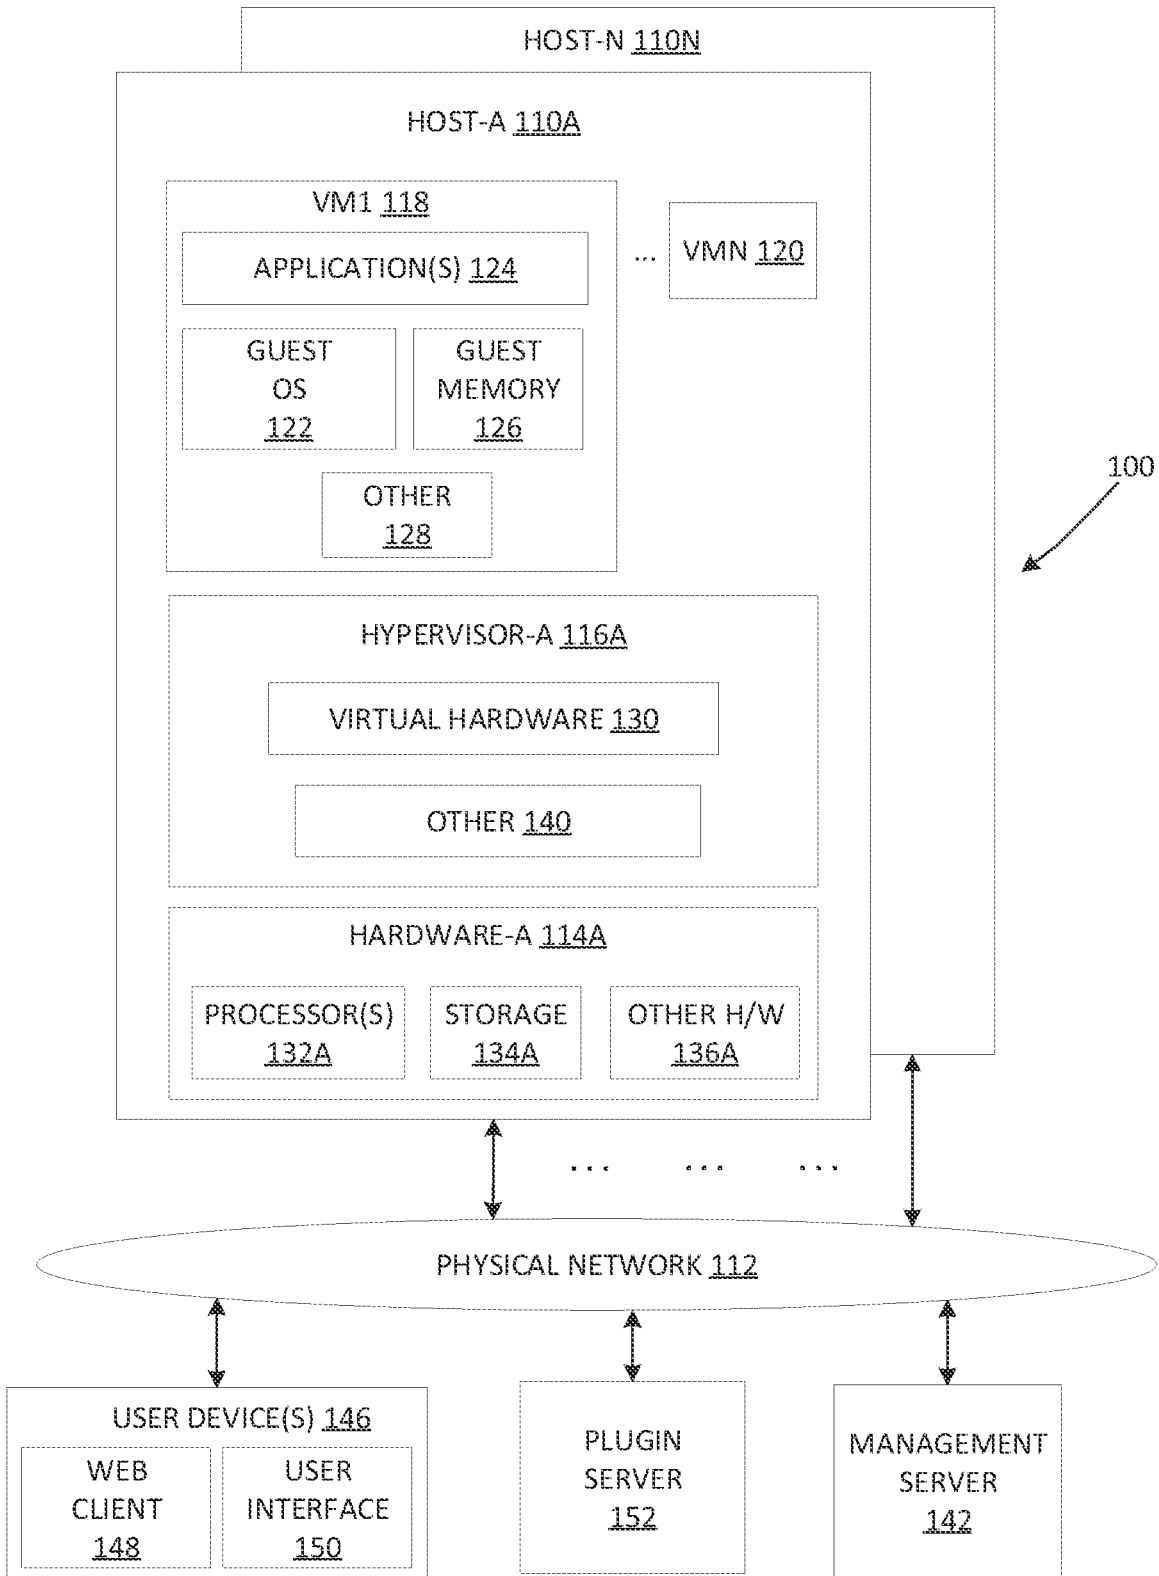 HOST-N 110N
HOST-A 110A
VM1 118
APPLICATION(S) 124
... VMN 120
GUEST
OS
122
GUEST
MEMORY
126
OTHER
128
100
HYPERVISOR-A 116A
VIRTUAL HARDWARE 130
OTHER 140
HARDWARE-A 114A
PROCESSOR(S)
132A
STORAGE
134A
OTHER H/W
136A
... ... ...
PHYSICAL NETWORK 112
USER DEVICE(S) 146
WEB
CLIENT
148
USER
INTERFACE
150
PLUGIN
SERVER
152
MANAGEMENT
SERVER
142